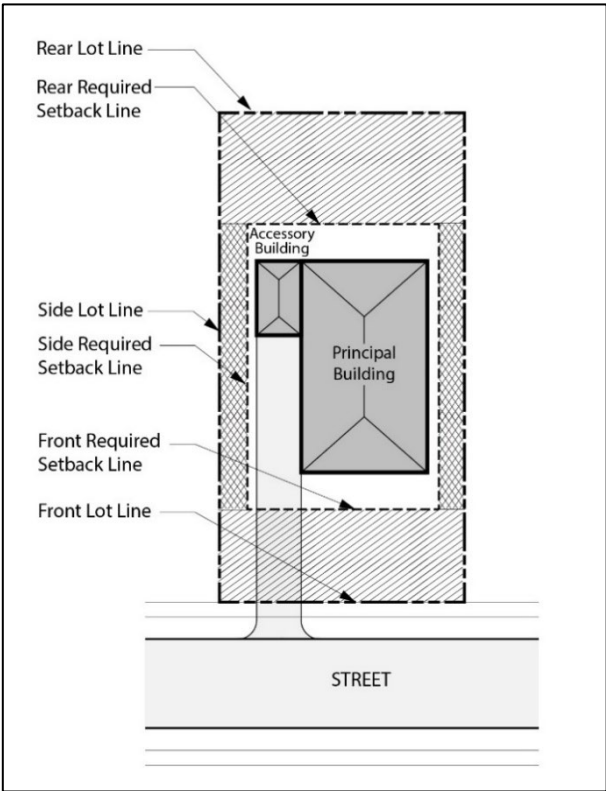 Rear Lot Line
Rear Required
Setback Line
Accessory
Building
Side Lot Line
Side Required
Setback Line
Principal
Building
Front Required
Setback Line
Front Lot Line
STREET